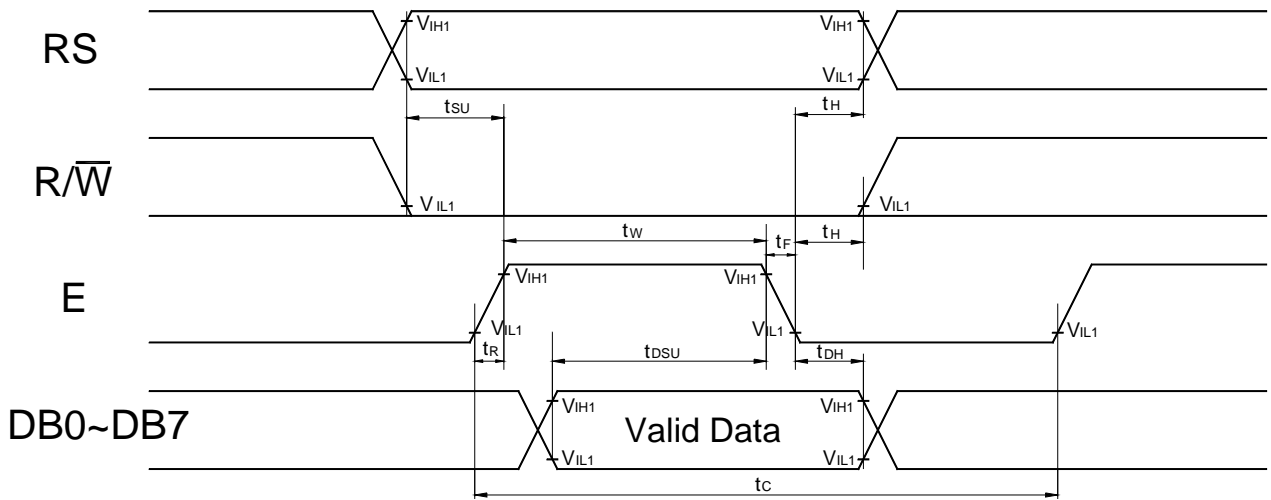 RS
VIH1
VIH1
VIL1
VIL1
tSU
tH
R/W̅
VIL1
VIL1
tW
tF
tH
E
VIH1
VIH1
VIL1
VIL1
VIL1
tR
tDSU
tDH
DB0~DB7
VIH1
Valid Data
VIH1
VIL1
VIL1
tC